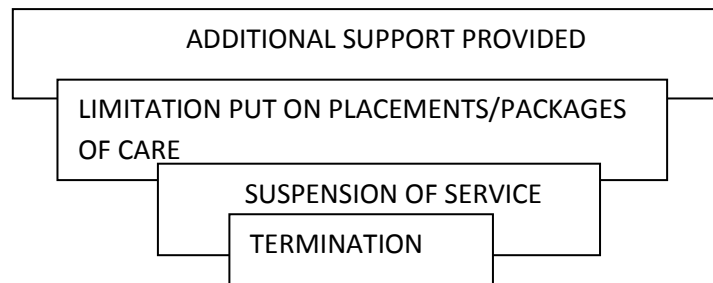 ADDITIONAL SUPPORT PROVIDED
LIMITATION PUT ON PLACEMENTS/PACKAGES
OF CARE
SUSPENSION OF SERVICE
TERMINATION